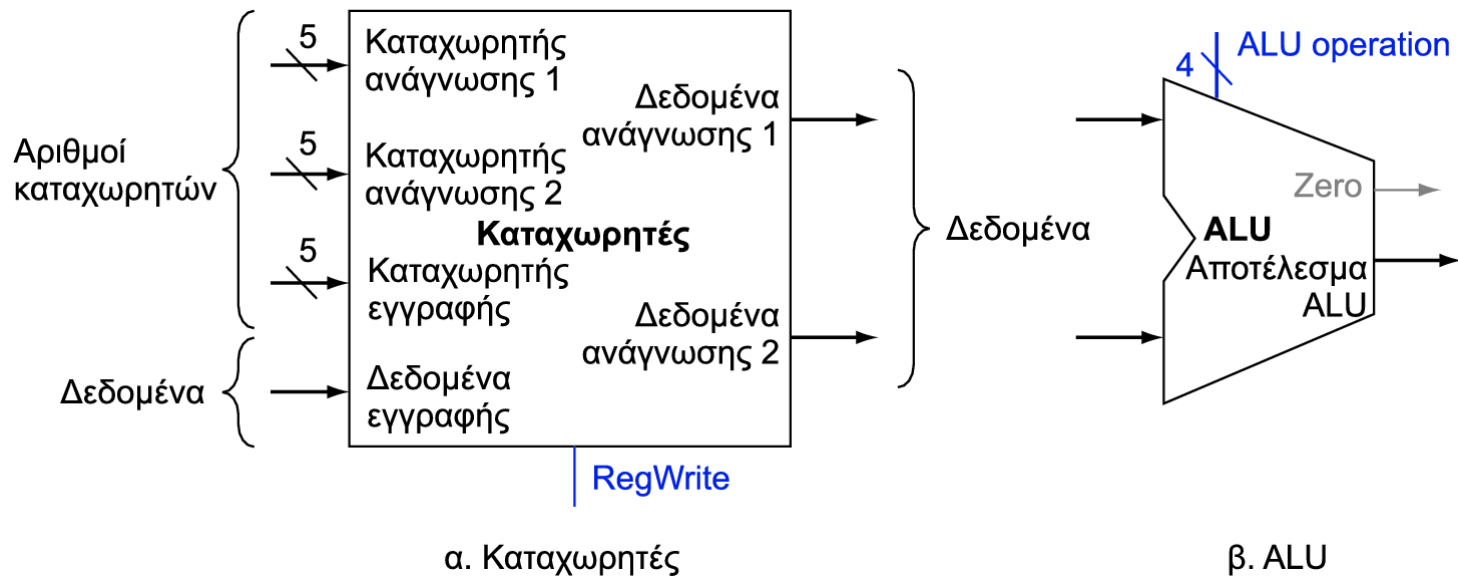 Αριθμοί
καταχωρητών
Δεδομένα
5
5
5
Καταχωρητής
ανάγνωσης 1
Καταχωρητής
ανάγνωσης 2
Καταχωρητές
Καταχωρητής
εγγραφής
Δεδομένα
εγγραφής
Δεδομένα
ανάγνωσης 1
Δεδομένα
ανάγνωσης 2
RegWrite
Δεδομένα
α. Καταχωρητές
4
ALU operation
Zero
ALU
Αποτέλεσμα
ALU
β. ALU